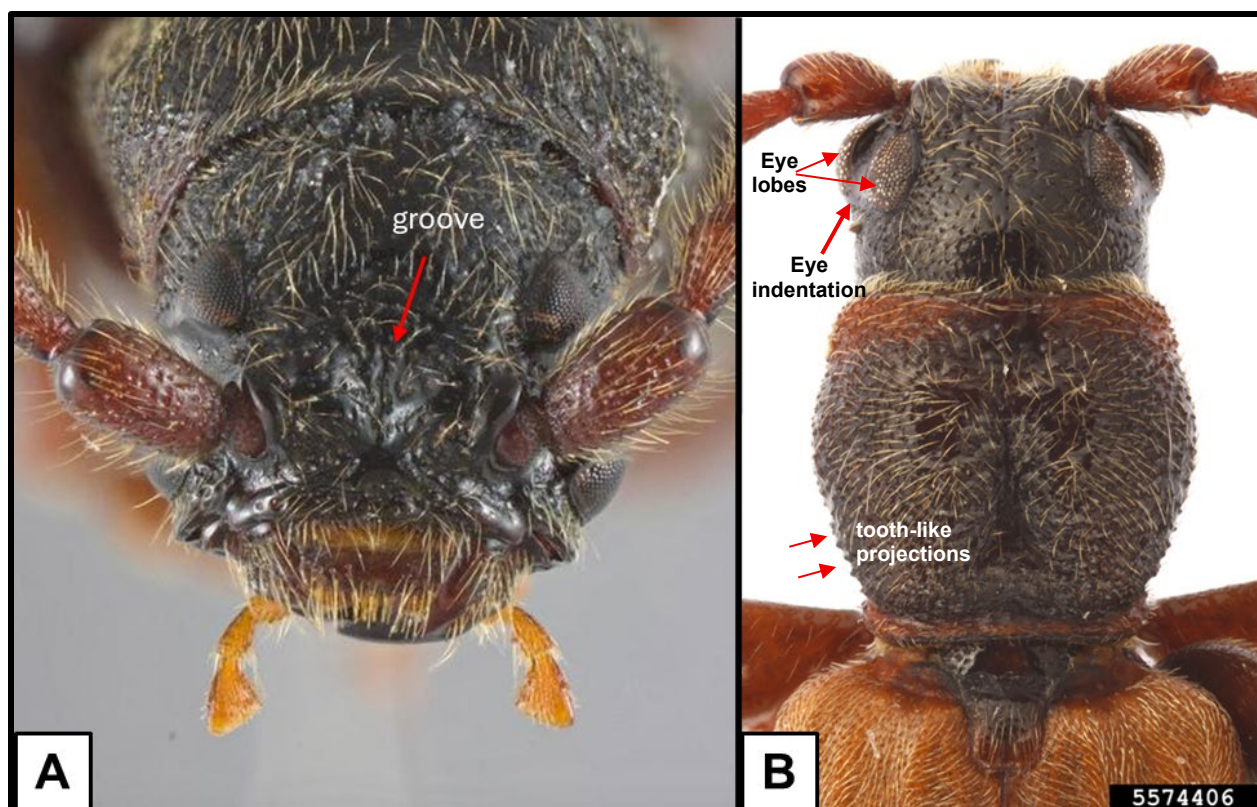 groove
A
Eye
lobes
Eye
indentation
tooth-like
projections
B
5574406